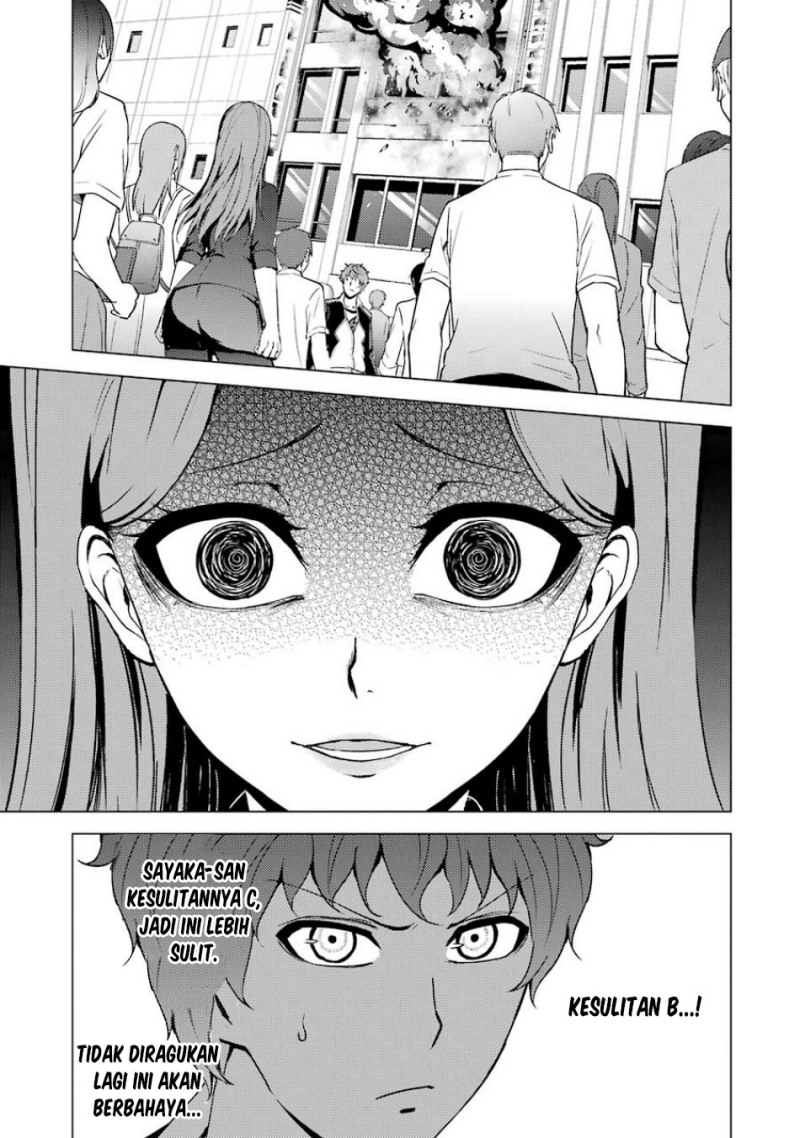 SAYAKA-SAN
KESULITANNYA C,
JADI INI LEBIH
SULIT.
KESULITAN B...!
TIDAK DIRAGUKAN
LAGI INI AKAN
BERBAHAYA...